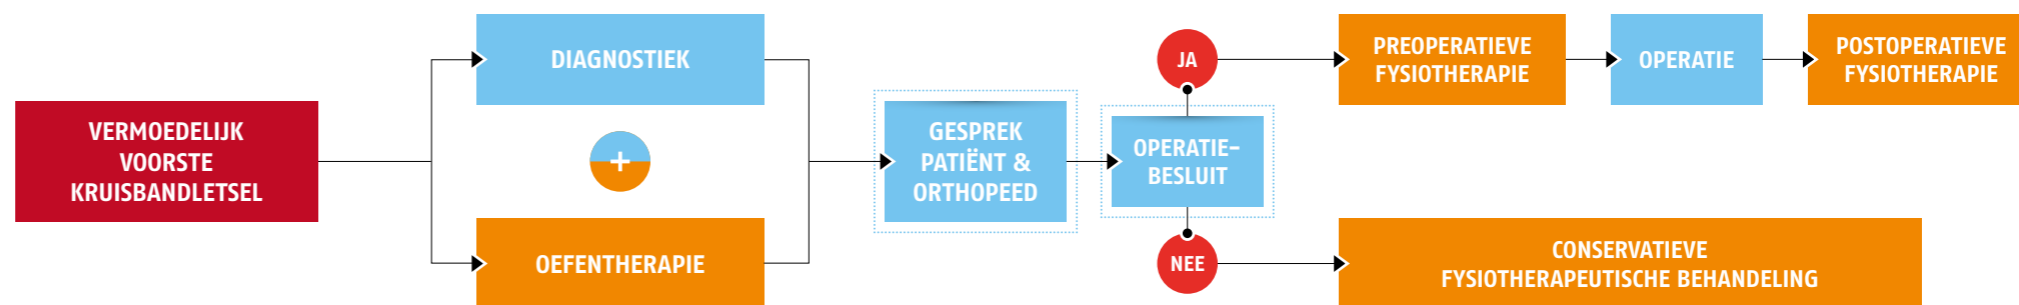 VERMOEDELIJK
VOORSTE
KRUISBANDLETSEL
DIAGNOSTIEK
+
OEFENTHERAPIE
GESPREK
PATIËNT &
ORTHOPEED
OPERATIE-
BESLUIT
JA
PREOPERATIEVE
FYSIOTHERAPIE
OPERATIE
POSTOPERATIEVE
FYSIOTHERAPIE
NEE
CONSERVATIEVE
FYSIOTHERAPEUTISCHE BEHANDELING